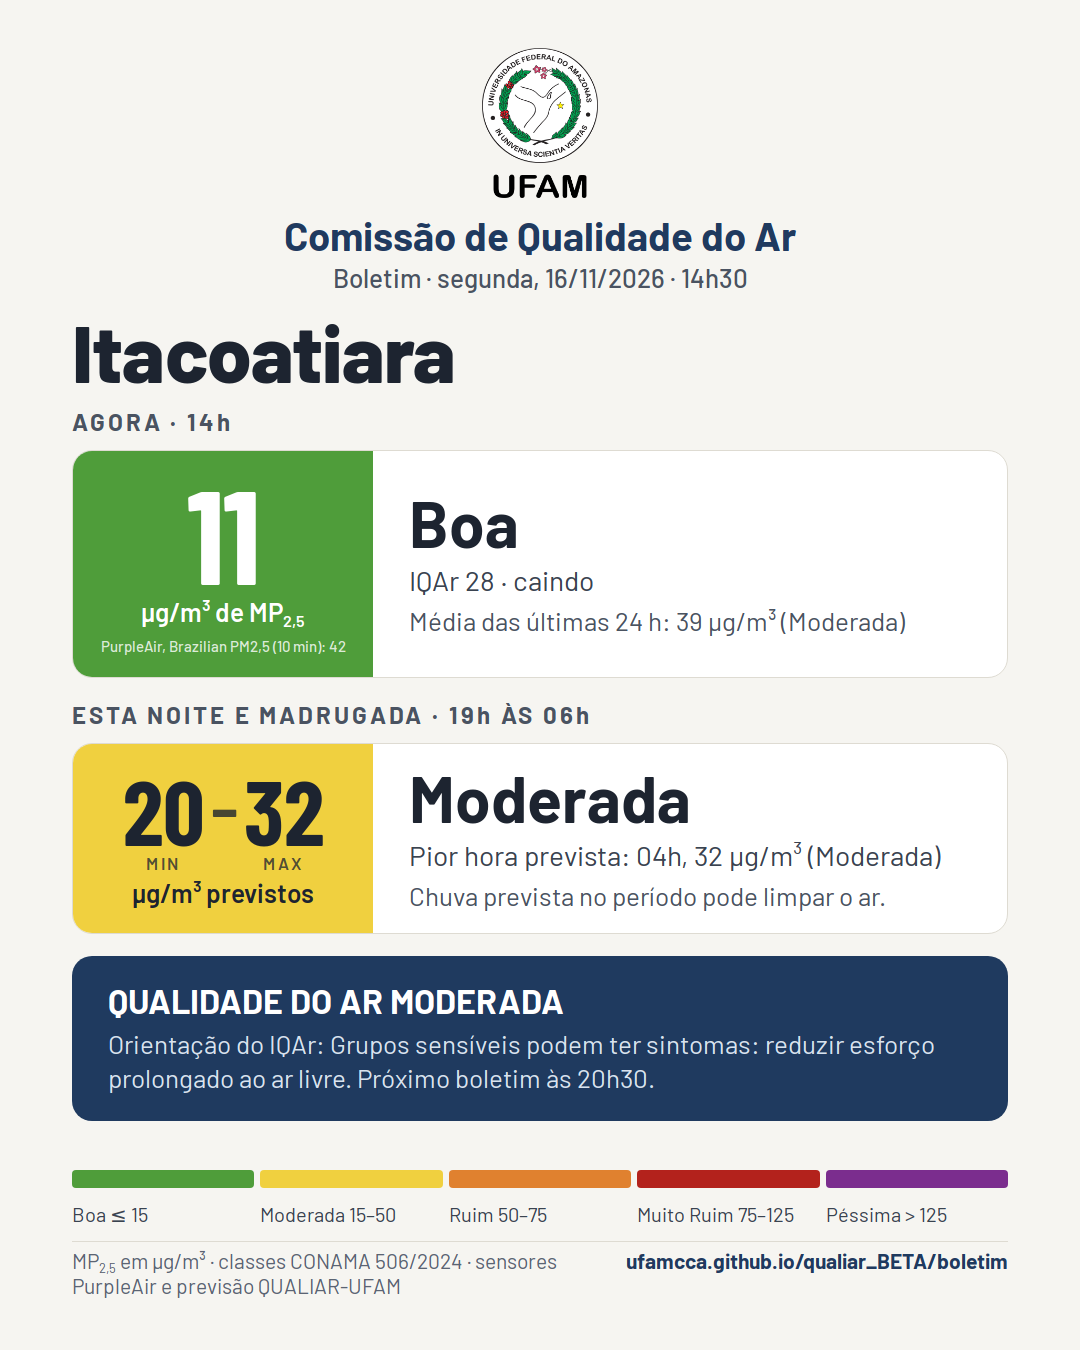 UNIVERSIDADE FEDERAL DO AMAZONAS
IN UNIVERSA SCIENTIA VERITAS
UFAM
Comissão de Qualidade do Ar
Boletim · segunda, 16/11/2026 · 14h30
Itacoatiara
AGORA · 14h
11
µg/m³ de MP2,5
PurpleAir, Brazilian PM2,5 (10 min): 42
Boa
IQAr 28 · caindo
Média das últimas 24 h: 39 µg/m³ (Moderada)
ESTA NOITE E MADRUGADA · 19h ÀS 06h
20 – 32
MIN MAX
µg/m³ previstos
Moderada
Pior hora prevista: 04h, 32 µg/m³ (Moderada)
Chuva prevista no período pode limpar o ar.
QUALIDADE DO AR MODERADA
Orientação do IQAr: Grupos sensíveis podem ter sintomas: reduzir esforço
prolongado ao ar livre. Próximo boletim às 20h30.
Boa ≤ 15 Moderada 15–50 Ruim 50–75 Muito Ruim 75–125 Péssima > 125
MP2,5 em µg/m³ · classes CONAMA 506/2024 · sensores
PurpleAir e previsão QUALIAR-UFAM
ufamcca.github.io/qualiar_BETA/boletim